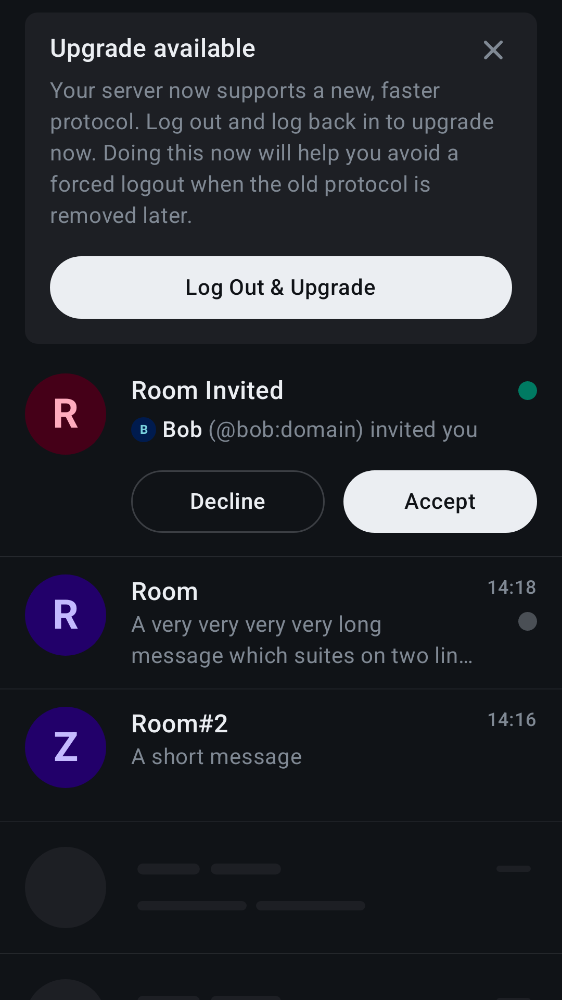 Upgrade available
Your server now supports a new, faster
protocol. Log out and log back in to upgrade
now. Doing this now will help you avoid a
forced logout when the old protocol is
removed later.
Log Out & Upgrade
R
Room Invited
B Bob (@bob:domain) invited you
Decline
Accept
R
Room
14:18
A very very very very long
message which suites on two lin…
Z
Room#2
14:16
A short message